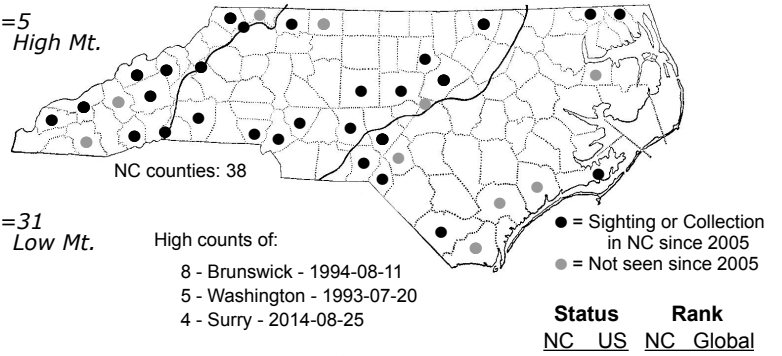 =5
High Mt.
NC counties: 38
=31
Low Mt.
High counts of:
8 - Brunswick - 1994-08-11
5 - Washington - 1993-07-20
4 - Surry - 2014-08-25
= Sighting or Collection
in NC since 2005
= Not seen since 2005
Status Rank
NC US NC Global